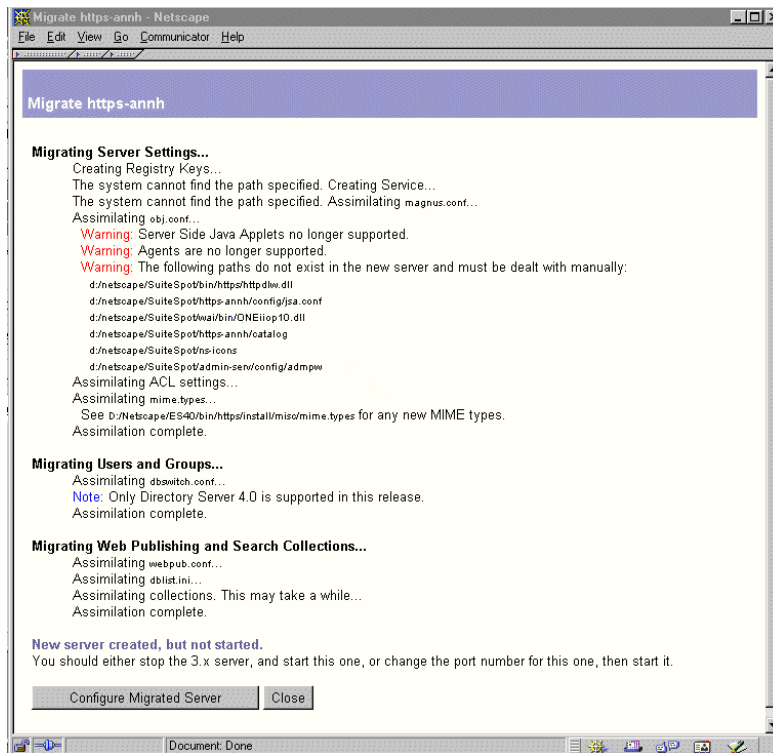 Migrate https-annh - Netscape
File Edit View Go Communicator Help
Migrate https-annh
Migrating Server Settings...
Creating Registry Keys...
The system cannot find the path specified. Creating Service...
The system cannot find the path specified. Assimilating magnus.conf...
Assimilating obj.conf...
Warning: Server Side Java Applets no longer supported.
Warning: Agents are no longer supported.
Warning: The following paths do not exist in the new server and must be dealt with manually:
d:/netscape/SuiteSpot/bin/https/httpdlw.dll
d:/netscape/SuiteSpot/https-annh/config/jsa.conf
d:/netscape/SuiteSpot/wai/bin/ONEiiop10.dll
d:/netscape/SuiteSpot/https-annh/catalog
d:/netscape/SuiteSpot/ns-icons
d:/netscape/SuiteSpot/admin-serv/config/admpw
Assimilating ACL settings...
Assimilating mime.types...
See D:/Netscape/ES40/bin/https/install/misc/mime.types for any new MIME types.
Assimilation complete.
Migrating Users and Groups...
Assimilating dbswitch.conf...
Note: Only Directory Server 4.0 is supported in this release.
Assimilation complete.
Migrating Web Publishing and Search Collections...
Assimilating webpub.conf...
Assimilating dblist.ini...
Assimilating collections. This may take a while...
Assimilation complete.
New server created, but not started.
You should either stop the 3.x server, and start this one, or change the port number for this one, then start it.
Configure Migrated Server Close
Document: Done